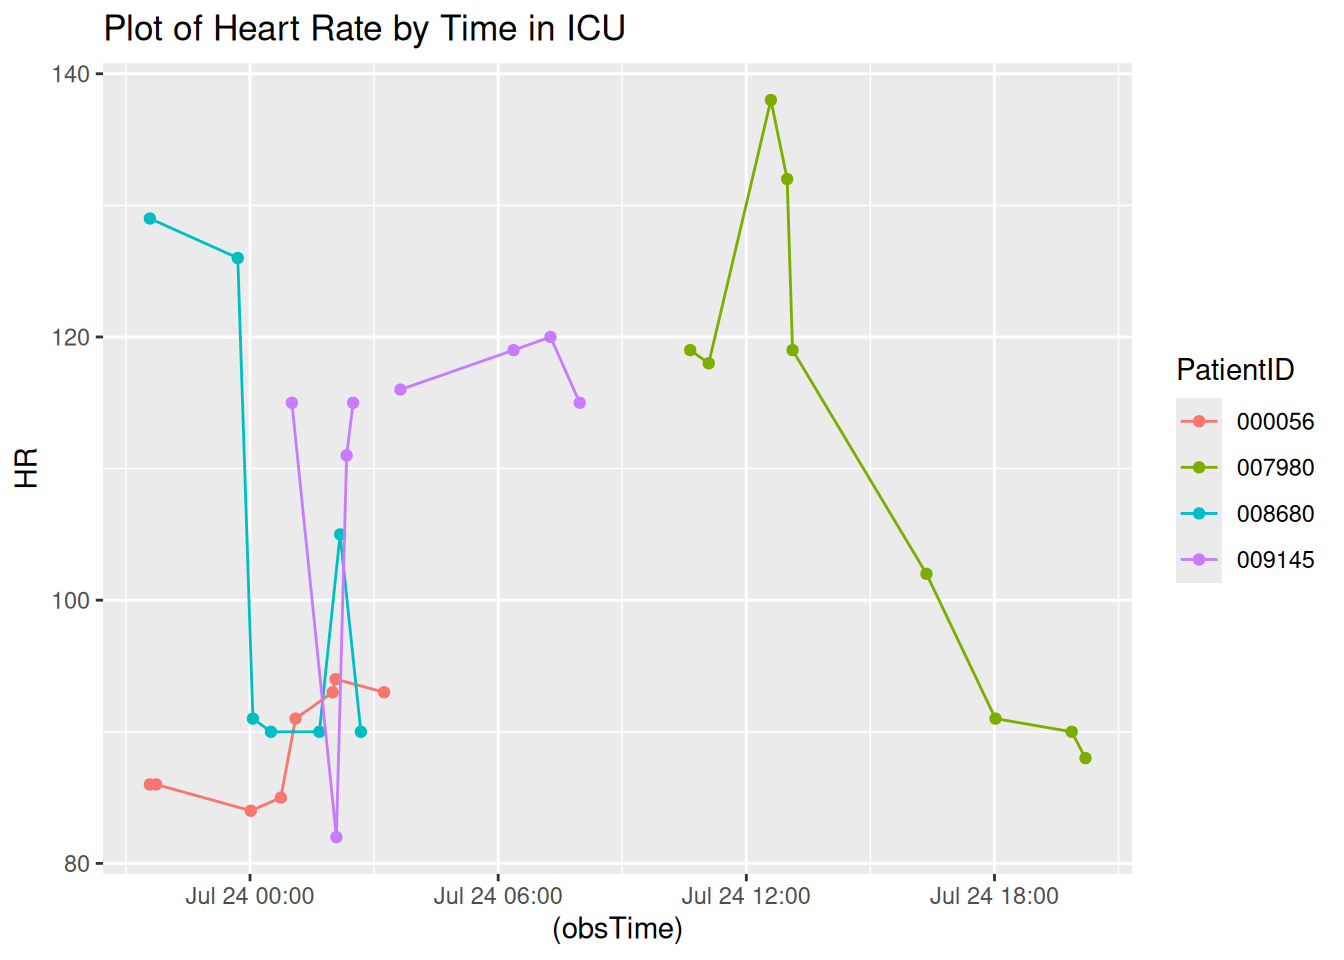 Plot of Heart Rate by Time in ICU
140
120
100
80
HR
Jul 24 00:00
Jul 24 06:00
Jul 24 12:00
Jul 24 18:00
(obsTime)
PatientID
000056
007980
008680
009145